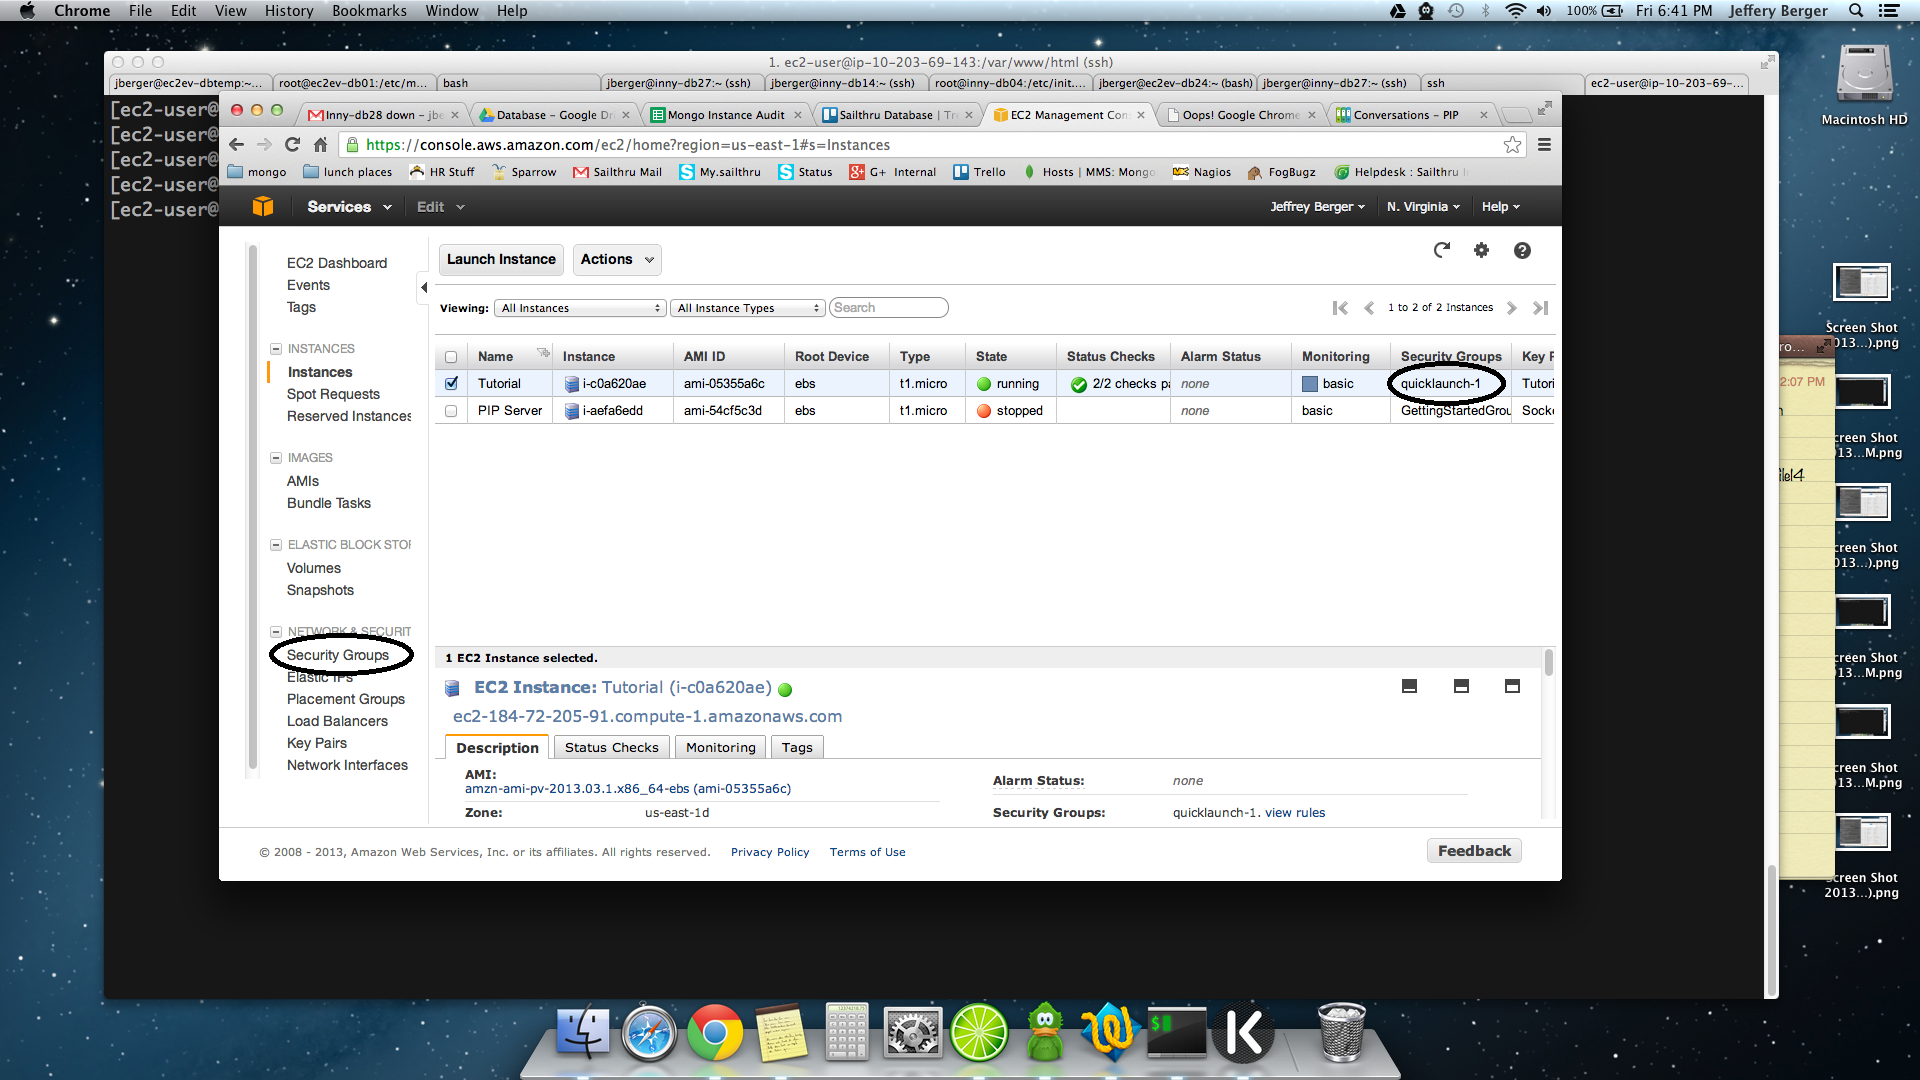 Chrome File Edit View History Bookmarks Window Help 100% Fri 6:41 PM Jeffery Berger
1. ec2-user@ip-10-203-69-143:/var/www/html (ssh)
jberger@ec2ev-dbtemp:~... root@ec2ev-db01:/etc/m... bash jberger@inny-db27:~ (ssh) jberger@inny-db14:~ (ssh) root@inny-db04:/etc/init.... jberger@ec2ev-db24:~ (bash) jberger@inny-db27:~ (ssh) ssh ec2-user@ip-10-203-69-...
[ec2-user@
[ec2-user@
[ec2-user@
[ec2-user@
[ec2-user@
Inny-db28 down - jbe Database - Google Dri Mongo Instance Audit Sailthru Database | Tre EC2 Management Con Oops! Google Chrome Conversations - PIP
https://console.aws.amazon.com/ec2/home?region=us-east-1#s=Instances
mongo lunch places HR Stuff Sparrow Sailthru Mail My.sailthru Status G+ Internal Trello Hosts | MMS: Mongo Nagios FogBugz Helpdesk : Sailthru
Services Edit Jeffrey Berger N. Virginia Help
EC2 Dashboard
Events
Tags
INSTANCES
Instances
Spot Requests
Reserved Instances
IMAGES
AMIs
Bundle Tasks
ELASTIC BLOCK STOR
Volumes
Snapshots
NETWORK & SECURIT
Security Groups
Elastic IPs
Placement Groups
Load Balancers
Key Pairs
Network Interfaces
Launch Instance Actions
Viewing: All Instances All Instance Types Search 1 to 2 of 2 Instances
Name Instance AMI ID Root Device Type State Status Checks Alarm Status Monitoring Security Groups Key P
Tutorial i-c0a620ae ami-05355a6c ebs t1.micro running 2/2 checks pa none basic quicklaunch-1 Tutori
PIP Server i-aefa6edd ami-54cf5c3d ebs t1.micro stopped none basic GettingStartedGrou Socke
1 EC2 Instance selected.
EC2 Instance: Tutorial (i-c0a620ae)
ec2-184-72-205-91.compute-1.amazonaws.com
Description Status Checks Monitoring Tags
AMI:
amzn-ami-pv-2013.03.1.x86_64-ebs (ami-05355a6c)
Alarm Status: none
Zone: us-east-1d
Security Groups: quicklaunch-1. view rules
© 2008 - 2013, Amazon Web Services, Inc. or its affiliates. All rights reserved. Privacy Policy Terms of Use
Feedback
Macintosh HD
Screen Shot
013...).png
ro...
2:07 PM
creen Shot
013...M.png
creen Shot
013...).png
creen Shot
013...M.png
creen Shot
013...M.png
Screen Shot
2013...).png
$
K